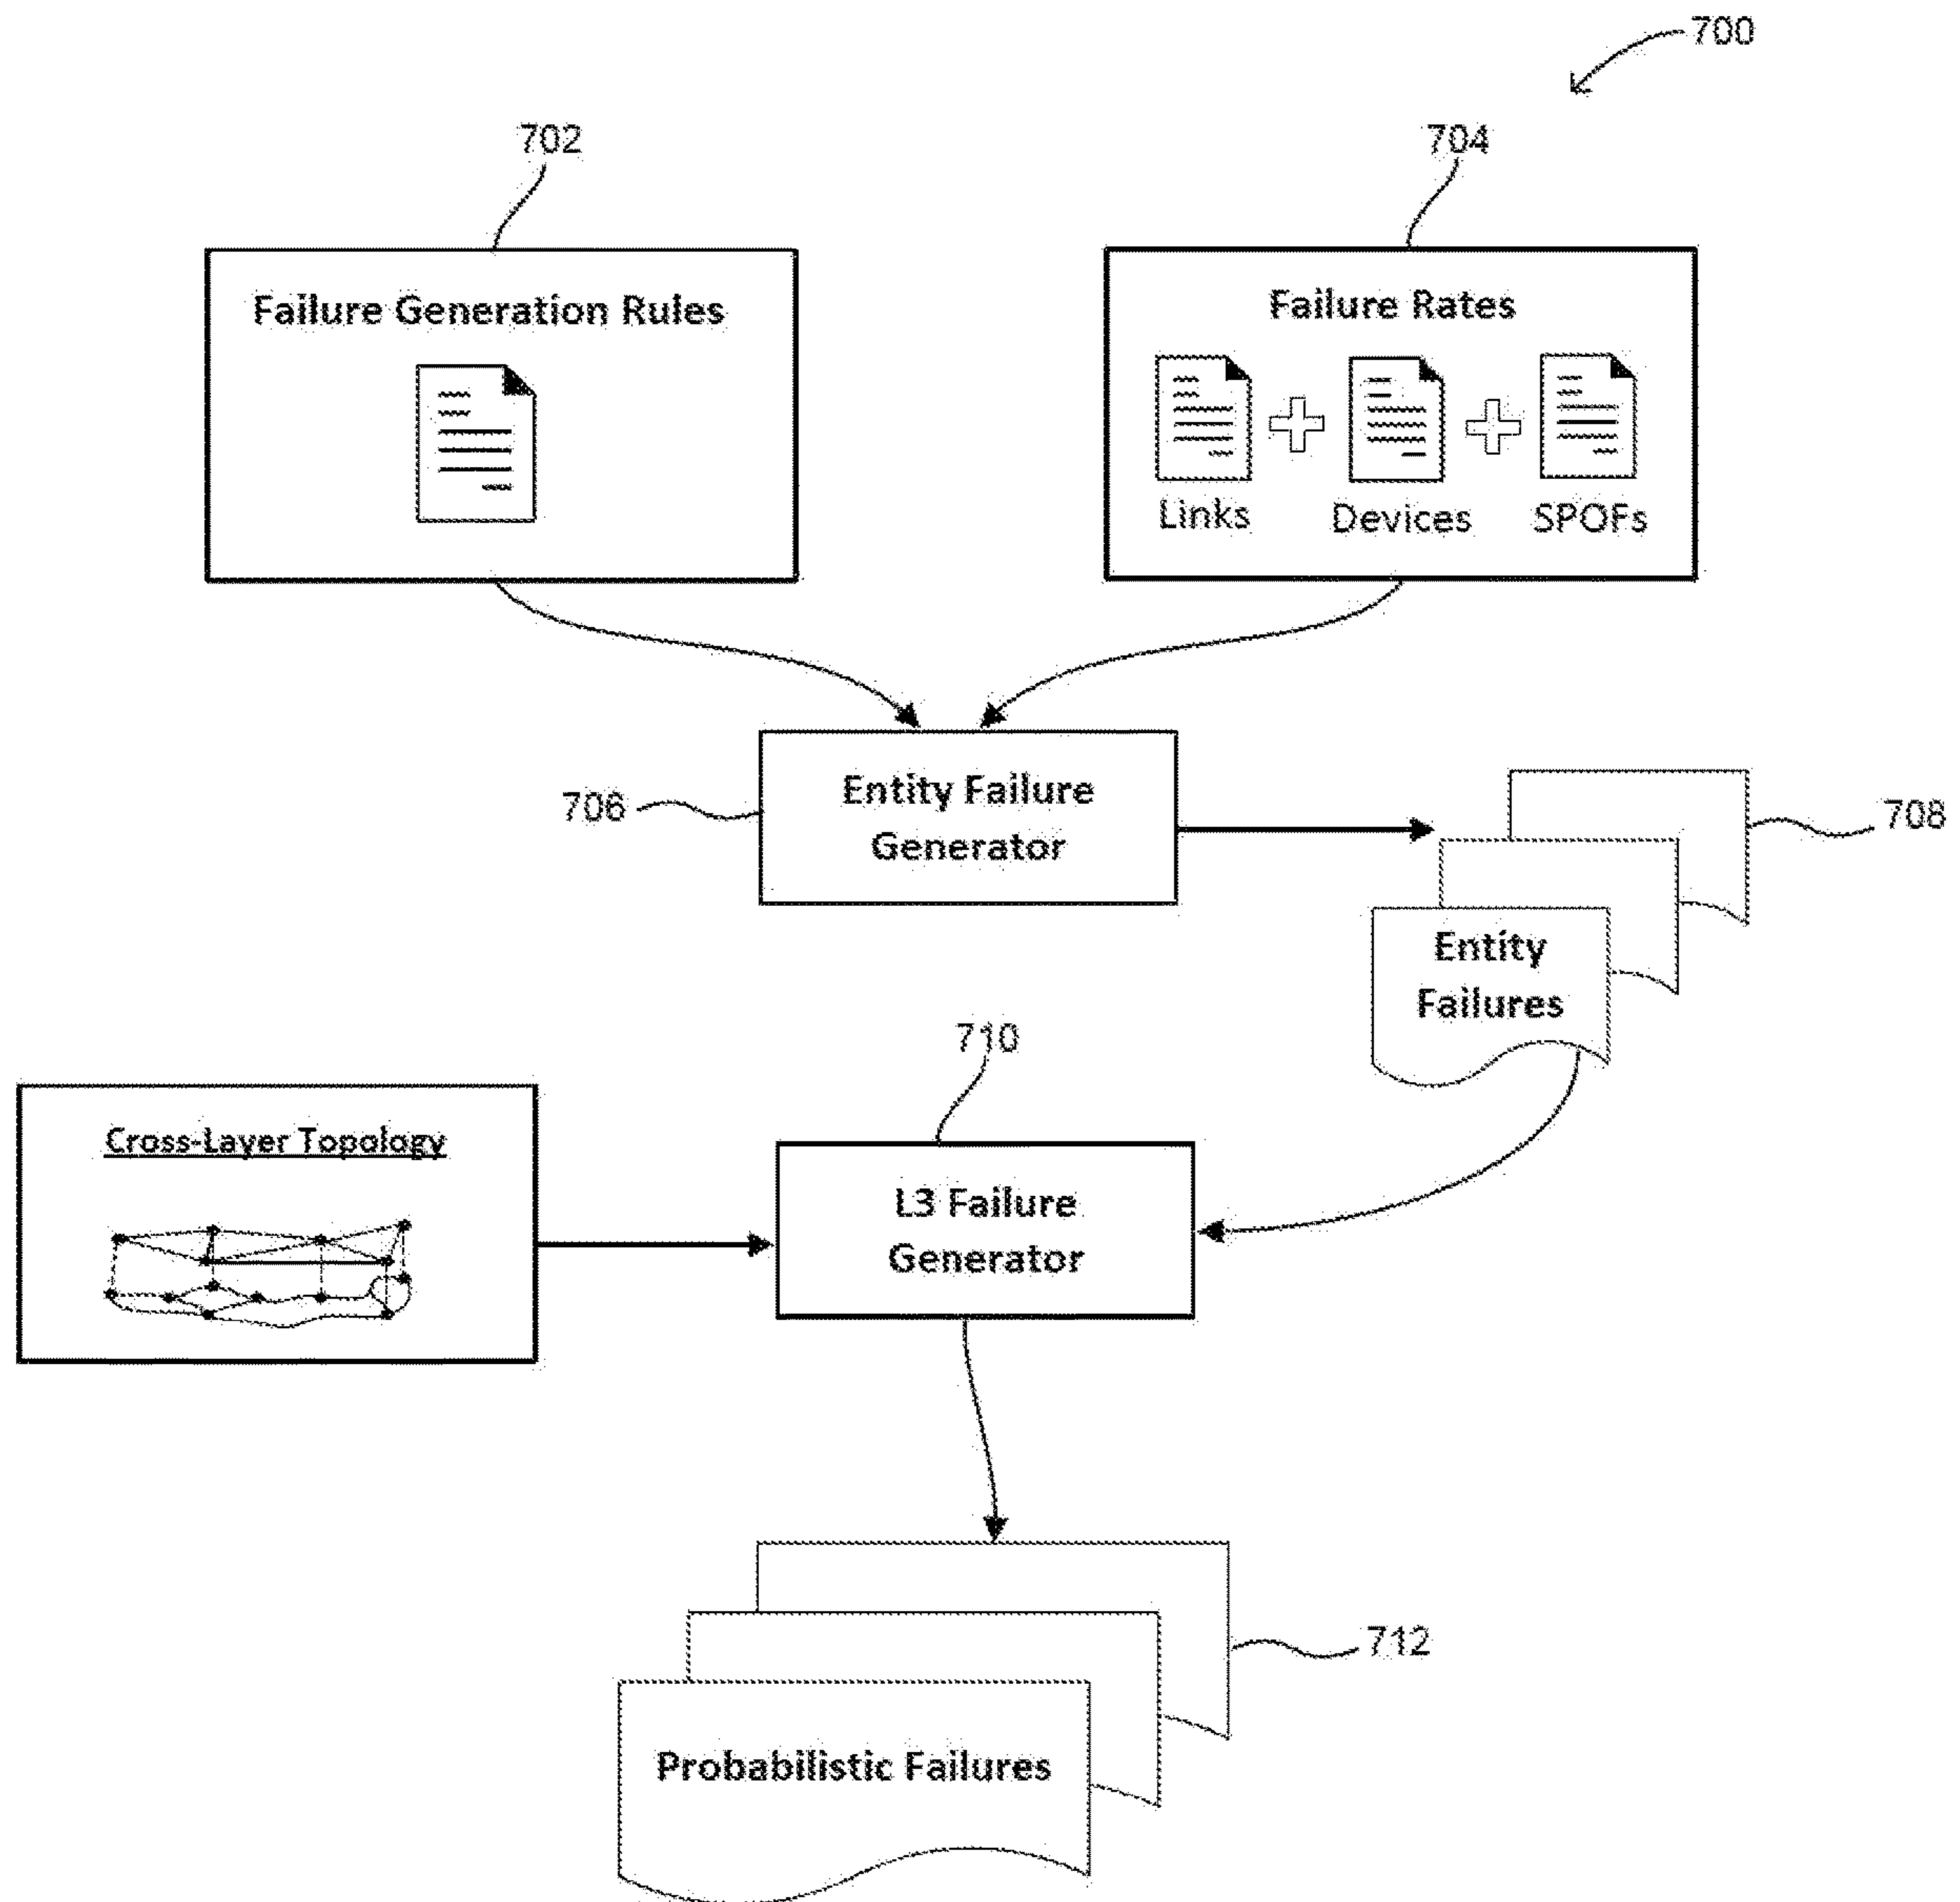 700
702
704
Failure Generation Rules
Failure Rates
Links
Devices
SPOFs
706
Entity Failure
Generator
708
Entity
Failures
710
Cross-Layer Topology
L3 Failure
Generator
712
Probabilistic Failures